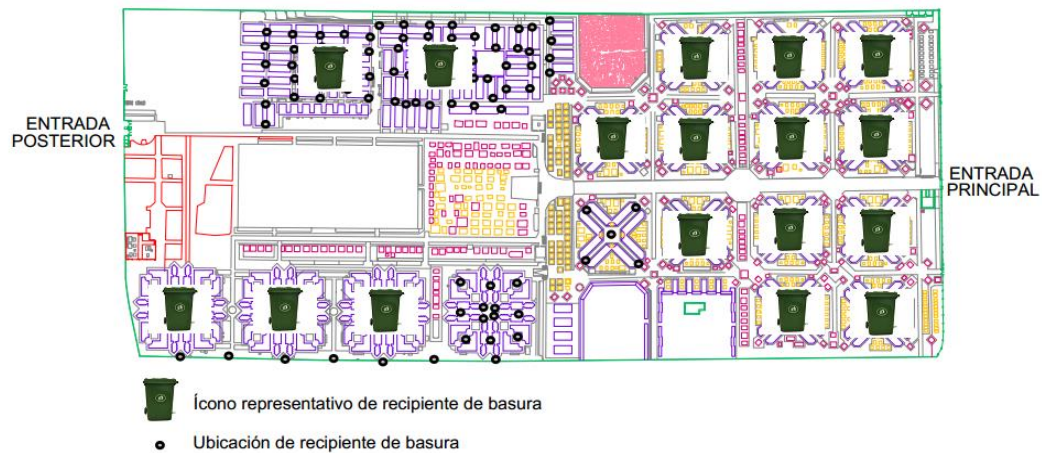 ENTRADA
POSTERIOR
ENTRADA
PRINCIPAL
Ícono representativo de recipiente de basura
Ubicación de recipiente de basura